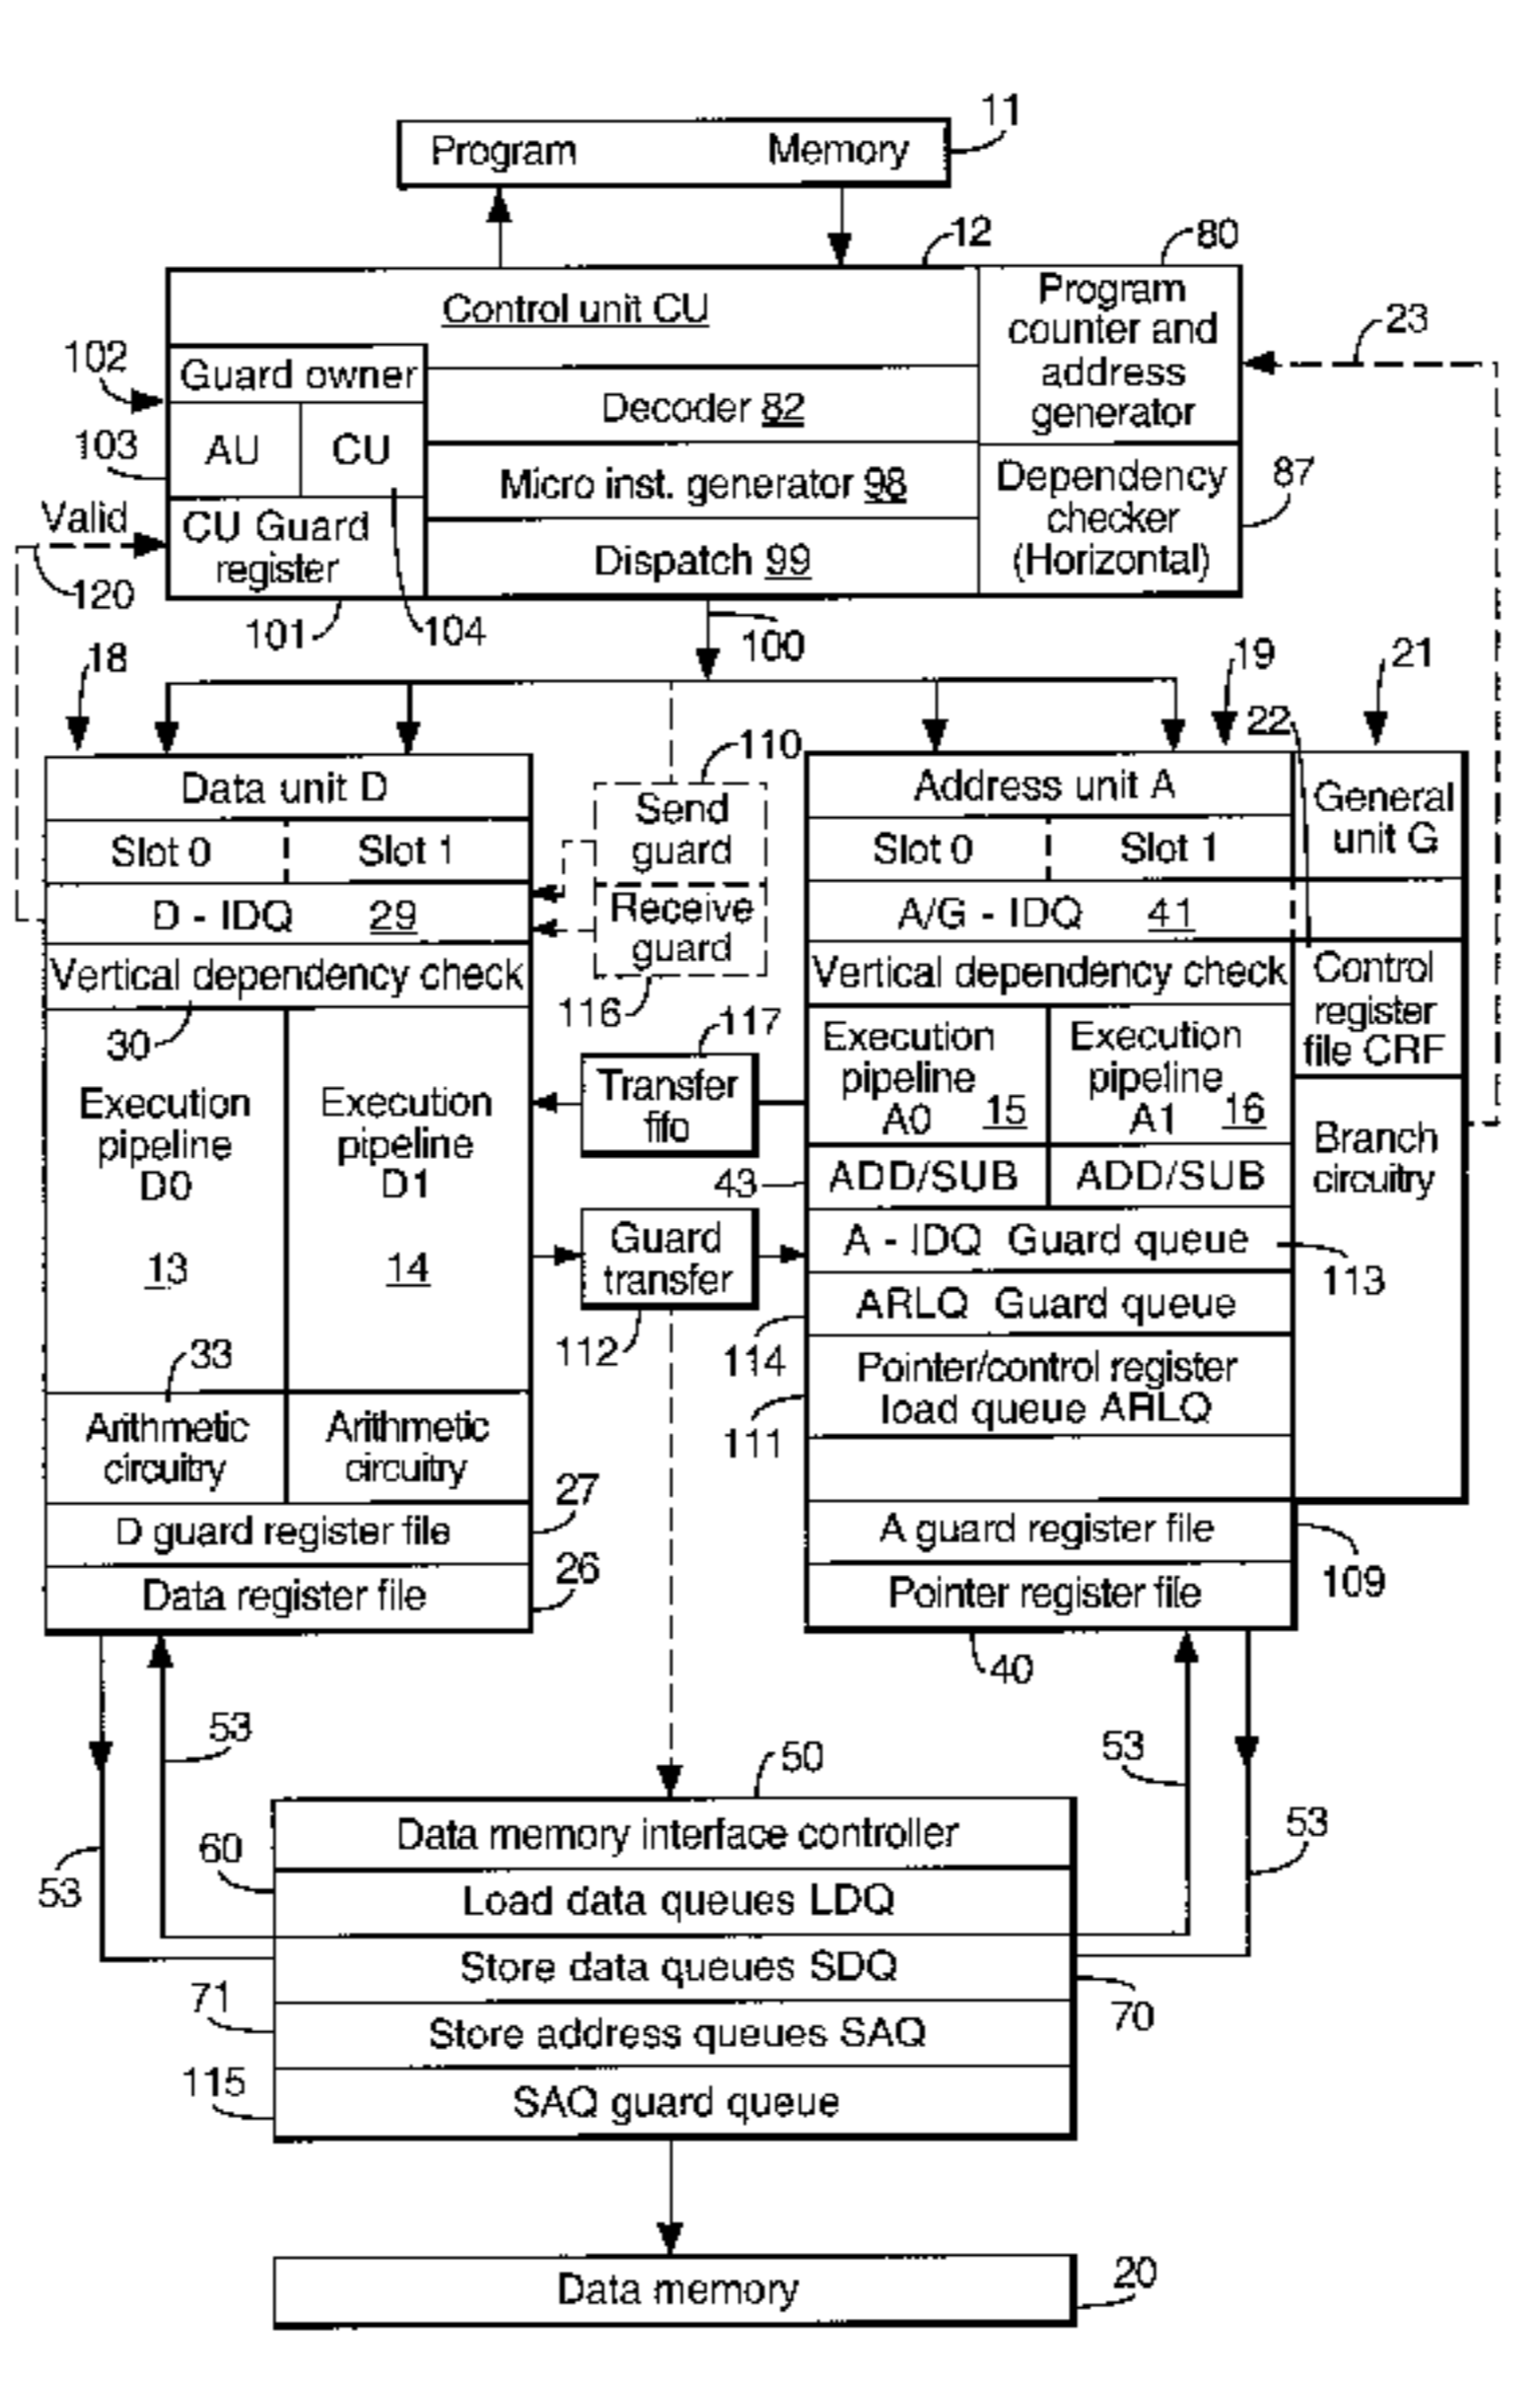 11
Program Memory
12
80
Control unit CU
Program
counter and
address
generator
23
102
Guard owner
Decoder 82
103
AU
CU
Micro inst. generator 98
Dependency
checker
(Horizontal)
87
Valid
CU Guard
register
Dispatch 99
120
101
104
100
18
19
21
22
110
Data unit D
Send
guard
Address unit A
General
unit G
Slot 0
Slot 1
Slot 0
Slot 1
D - IDQ 29
Receive
guard
A/G - IDQ 41
Vertical dependency check
Vertical dependency check
Control
register
file CRF
30
116
117
Execution
pipeline
D0
13
Execution
pipeline
D1
14
Transfer
fifo
Execution
pipeline
A0 15
Execution
pipeline
A1 16
Branch
circuitry
43
ADD/SUB
ADD/SUB
Guard
transfer
A - IDQ Guard queue
113
112
ARLQ Guard queue
114
33
Pointer/control register
load queue ARLQ
111
Arithmetic
circuitry
Arithmetic
circuitry
27
D guard register file
A guard register file
26
109
Data register file
Pointer register file
40
53
53
50
53
53
Data memory interface controller
60
Load data queues LDQ
Store data queues SDQ
71
70
Store address queues SAQ
115
SAQ guard queue
Data memory
20